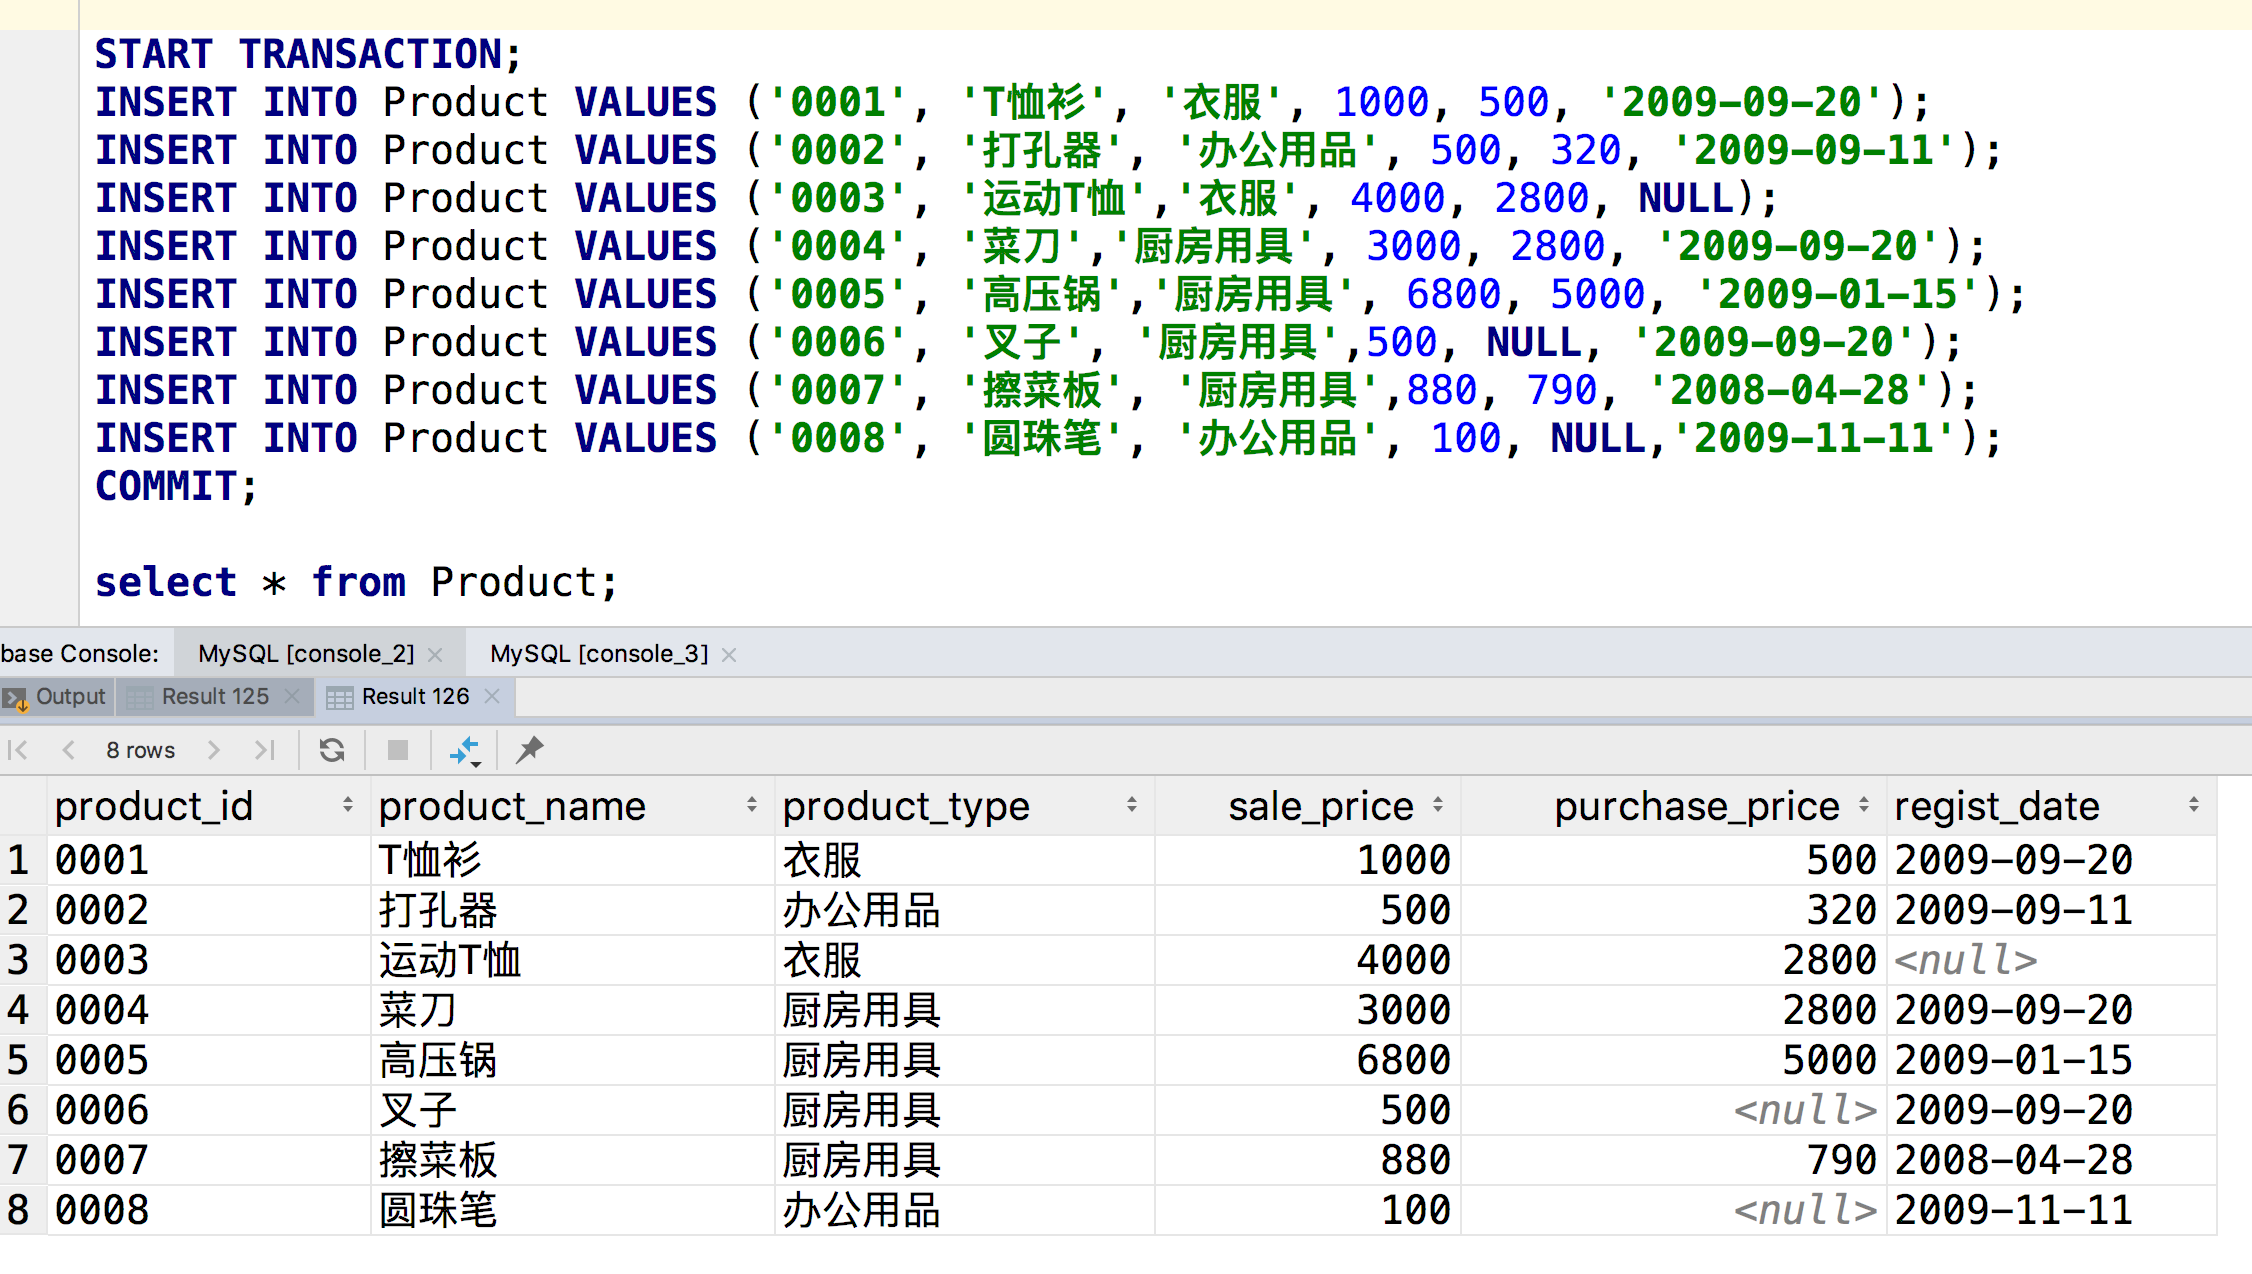 START TRANSACTION;
INSERT INTO Product VALUES ('0001', 'T恤衫', '衣服', 1000, 500, '2009-09-20');
INSERT INTO Product VALUES ('0002', '打孔器', '办公用品', 500, 320, '2009-09-11');
INSERT INTO Product VALUES ('0003', '运动T恤','衣服', 4000, 2800, NULL);
INSERT INTO Product VALUES ('0004', '菜刀','厨房用具', 3000, 2800, '2009-09-20');
INSERT INTO Product VALUES ('0005', '高压锅','厨房用具', 6800, 5000, '2009-01-15');
INSERT INTO Product VALUES ('0006', '叉子', '厨房用具',500, NULL, '2009-09-20');
INSERT INTO Product VALUES ('0007', '擦菜板', '厨房用具',880, 790, '2008-04-28');
INSERT INTO Product VALUES ('0008', '圆珠笔', '办公用品', 100, NULL,'2009-11-11');
COMMIT;
select * from Product;
base Console: MySQL [console_2] MySQL [console_3]
Output Result 125 Result 126
8 rows
product_id product_name product_type sale_price purchase_price regist_date
1 0001 T恤衫 衣服 1000 500 2009-09-20
2 0002 打孔器 办公用品 500 320 2009-09-11
3 0003 运动T恤 衣服 4000 2800 <null>
4 0004 菜刀 厨房用具 3000 2800 2009-09-20
5 0005 高压锅 厨房用具 6800 5000 2009-01-15
6 0006 叉子 厨房用具 500 <null> 2009-09-20
7 0007 擦菜板 厨房用具 880 790 2008-04-28
8 0008 圆珠笔 办公用品 100 <null> 2009-11-11